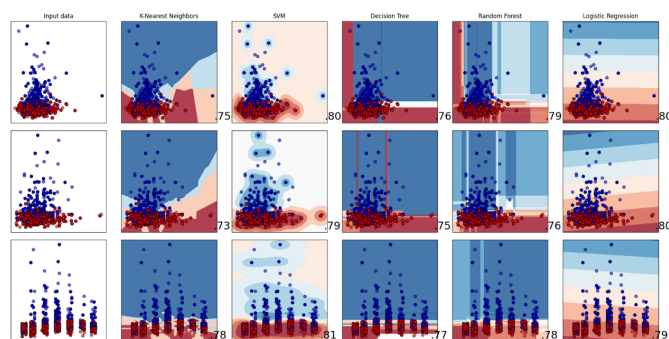 Input data K-Nearest Neighbors SVM Decision Tree Random Forest Logistic Regression
.75 .80 .76 .79 .80
.73 .79 .75 .76 .80
.78 .81 .77 .78 .79